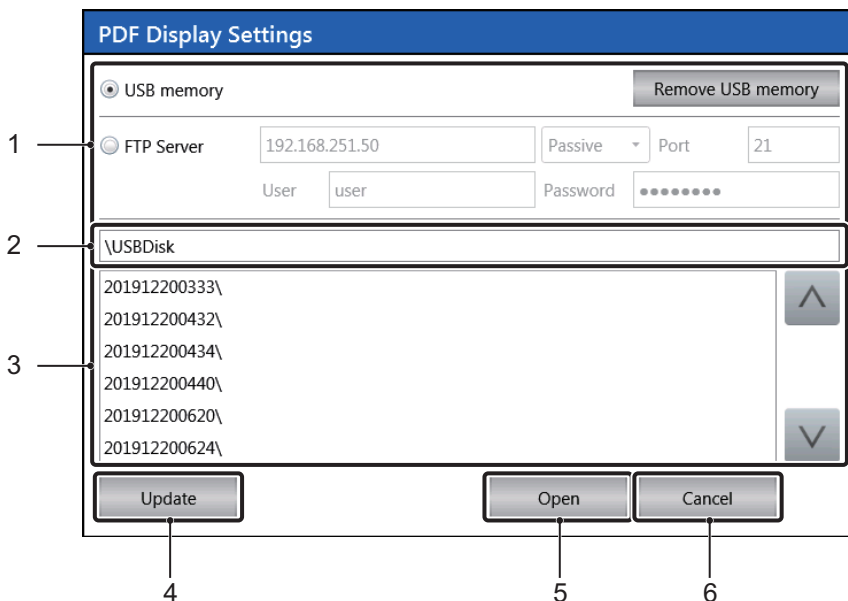 PDF Display Settings
USB memory Remove USB memory
1 FTP Server 192.168.251.50 Passive Port 21
User user Password ●●●●●●●●
2 \USBDisk
201912200333\
201912200432\
201912200434\
3 201912200440\
201912200620\
201912200624\
Update Open Cancel
4 5 6